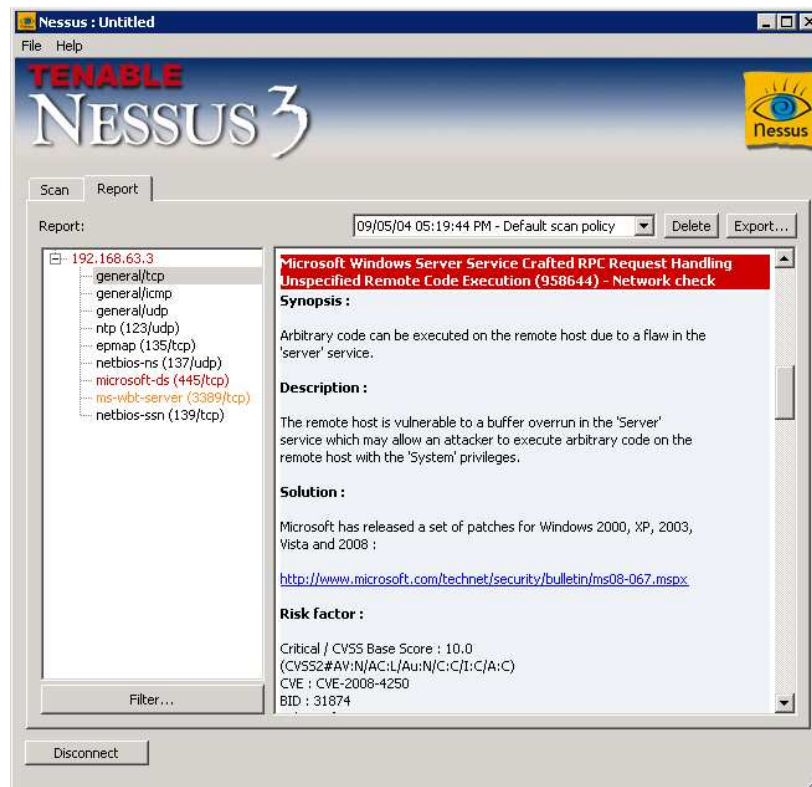 Nessus : Untitled
File Help
TENABLE
NESSUS 3
Nessus
Scan Report
Report:
09/05/04 05:19:44 PM - Default scan policy
Delete
Export...
192.168.63.3
general/tcp
general/icmp
general/udp
ntp (123/udp)
epmap (135/tcp)
netbios-ns (137/udp)
microsoft-ds (445/tcp)
ms-wbt-server (3389/tcp)
netbios-ssn (139/tcp)
Filter...
Microsoft Windows Server Service Crafted RPC Request Handling
Unspecified Remote Code Execution (958644) - Network check
Synopsis :
Arbitrary code can be executed on the remote host due to a flaw in the
'server' service.
Description :
The remote host is vulnerable to a buffer overrun in the 'Server'
service which may allow an attacker to execute arbitrary code on the
remote host with the 'System' privileges.
Solution :
Microsoft has released a set of patches for Windows 2000, XP, 2003,
Vista and 2008 :
http://www.microsoft.com/technet/security/bulletin/ms08-067.mspx
Risk factor :
Critical / CVSS Base Score : 10.0
(CVSS2#AV:N/AC:L/Au:N/C:C/I:C/A:C)
CVE : CVE-2008-4250
BID : 31874
Disconnect